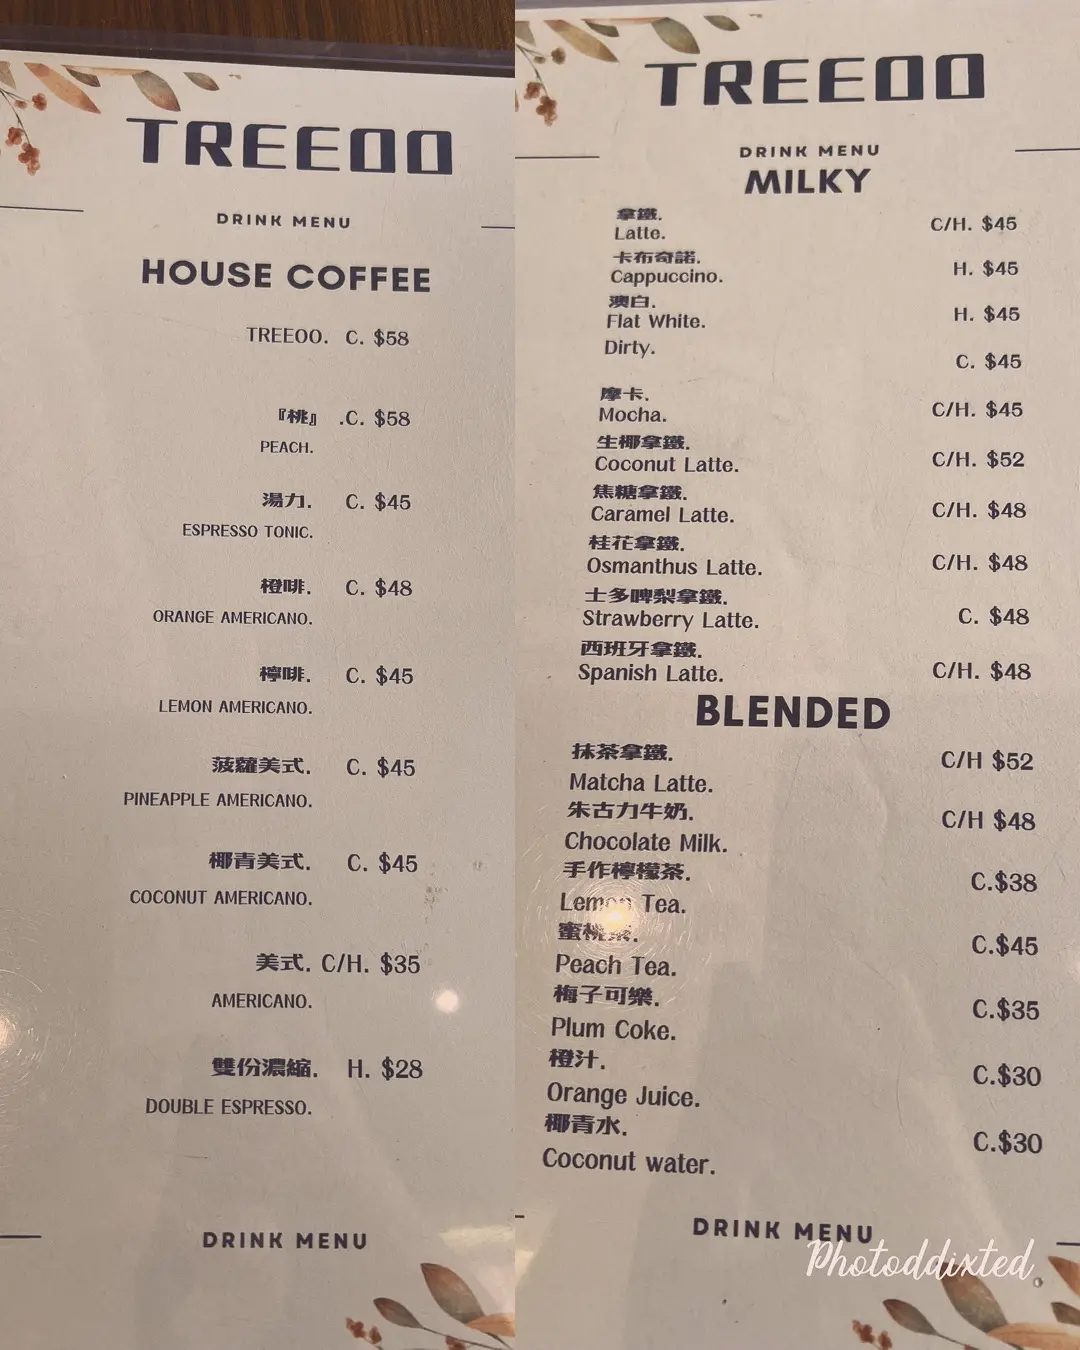 TREEOO
DRINK MENU
HOUSE COFFEE
TREEOO. C. $58
『桃』 .C. $58
PEACH.
湯力. C. $45
ESPRESSO TONIC.
橙啡. C. $48
ORANGE AMERICANO.
檸啡. C. $45
LEMON AMERICANO.
菠蘿美式. C. $45
PINEAPPLE AMERICANO.
椰青美式. C. $45
COCONUT AMERICANO.
美式. C/H. $35
AMERICANO.
雙份濃縮. H. $28
DOUBLE ESPRESSO.
DRINK MENU
TREEOO
DRINK MENU
MILKY
拿鐵.
Latte. C/H. $45
卡布奇諾.
Cappuccino. H. $45
澳白.
Flat White. H. $45
Dirty. C. $45
摩卡.
Mocha. C/H. $45
生椰拿鐵.
Coconut Latte. C/H. $52
焦糖拿鐵.
Caramel Latte. C/H. $48
桂花拿鐵.
Osmanthus Latte. C/H. $48
士多啤梨拿鐵.
Strawberry Latte. C. $48
西班牙拿鐵.
Spanish Latte. C/H. $48
BLENDED
抹茶拿鐵. C/H $52
Matcha Latte.
朱古力牛奶. C/H $48
Chocolate Milk.
手作檸檬茶. C.$38
Lemon Tea.
蜜桃茶. C.$45
Peach Tea.
梅子可樂. C.$35
Plum Coke.
橙汁. C.$30
Orange Juice.
椰青水. C.$30
Coconut water.
DRINK MENU
Photoddixted